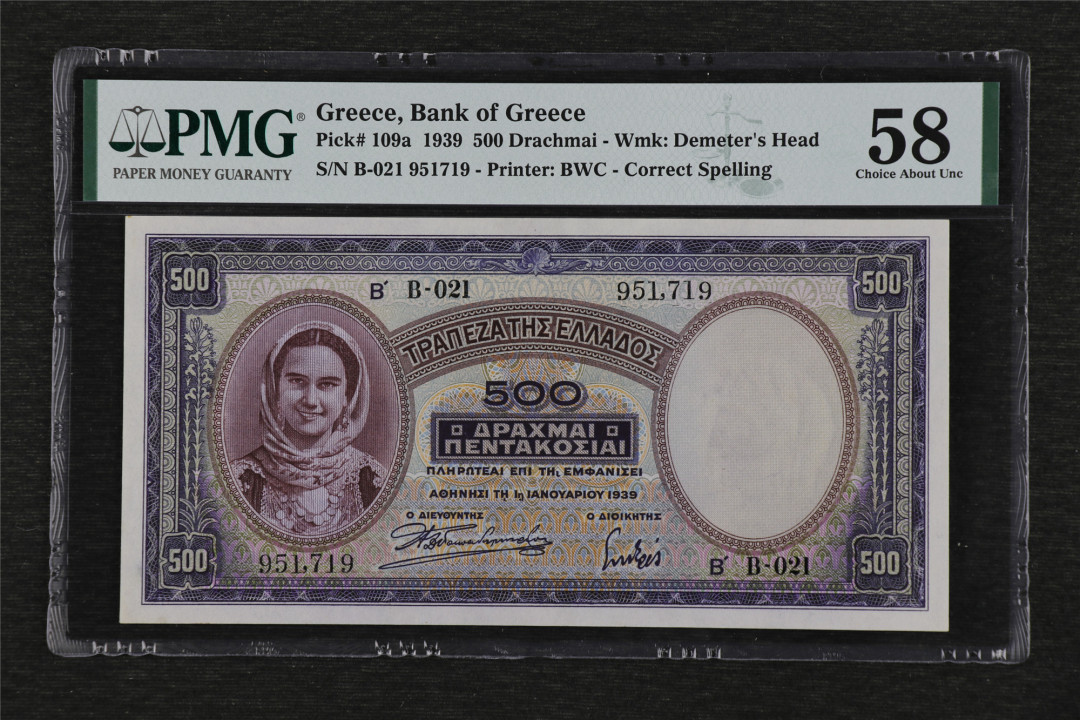 PMG®
PAPER MONEY GUARANTY
Greece, Bank of Greece
Pick# 109a 1939 500 Drachmai - Wmk: Demeter's Head
S/N B-021 951719 - Printer: BWC - Correct Spelling
58
Choice About Unc
500
500
Β΄ B-021
951,719
ΤΡΑΠΕΖΑ ΤΗΣ ΕΛΛΑΔΟΣ
500
ΔΡΑΧΜΑΙ
ΠΕΝΤΑΚΟΣΙΑΙ
ΠΛΗΡΩΤΕΑΙ ΕΠΙ ΤΗι ΕΜΦΑΝΙΣΕΙ
ΑΘΗΝΗΣΙ ΤΗ 1η ΙΑΝΟΥΑΡΙΟΥ 1939
Ο ΔΙΕΥΘΥΝΤΗΣ
Ο ΔΙΟΙΚΗΤΗΣ
951,719
Β΄ B-021
500
500